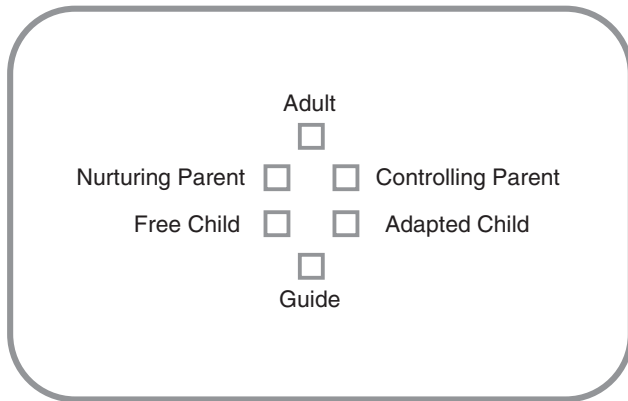 Adult
Nurturing Parent Controlling Parent
Free Child Adapted Child
Guide